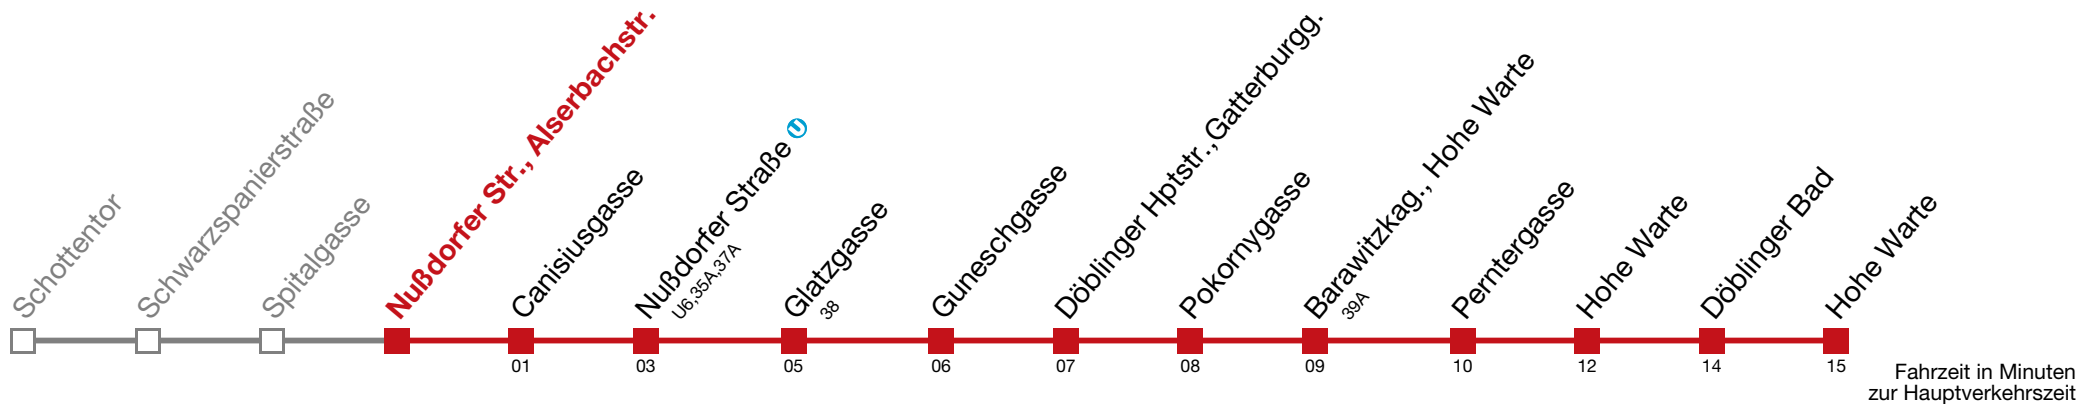 Schottentor
Schwarzspanierstraße
Spitalgasse
Nußdorfer Str., Alserbachstr.
Canisiusgasse
Nußdorfer Straße U
U6,35A,37A
Glatzgasse
38
Guneschgasse
Döblinger Hptstr.,Gatterburgg.
Pokornygasse
Barawitzkag., Hohe Warte
39A
Perntergasse
Hohe Warte
Döblinger Bad
Hohe Warte
01
03
05
06
07
08
09
10
12
14
15
Fahrzeit in Minuten
zur Hauptverkehrszeit